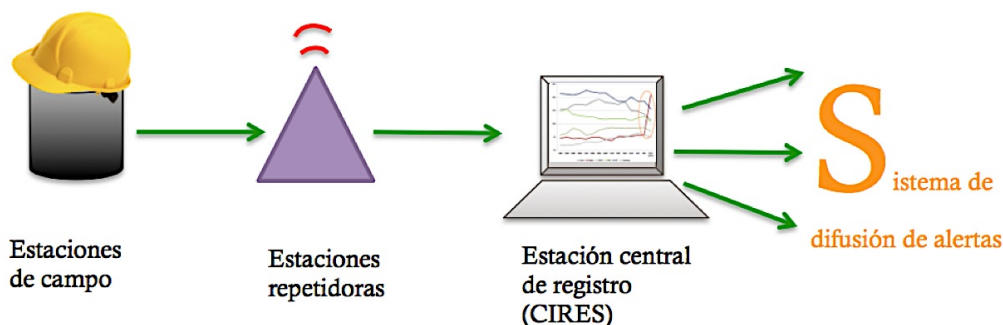 Estaciones
de campo
Estaciones
repetidoras
Estación central
de registro
(CIRES)
Sistema de
difusión de alertas